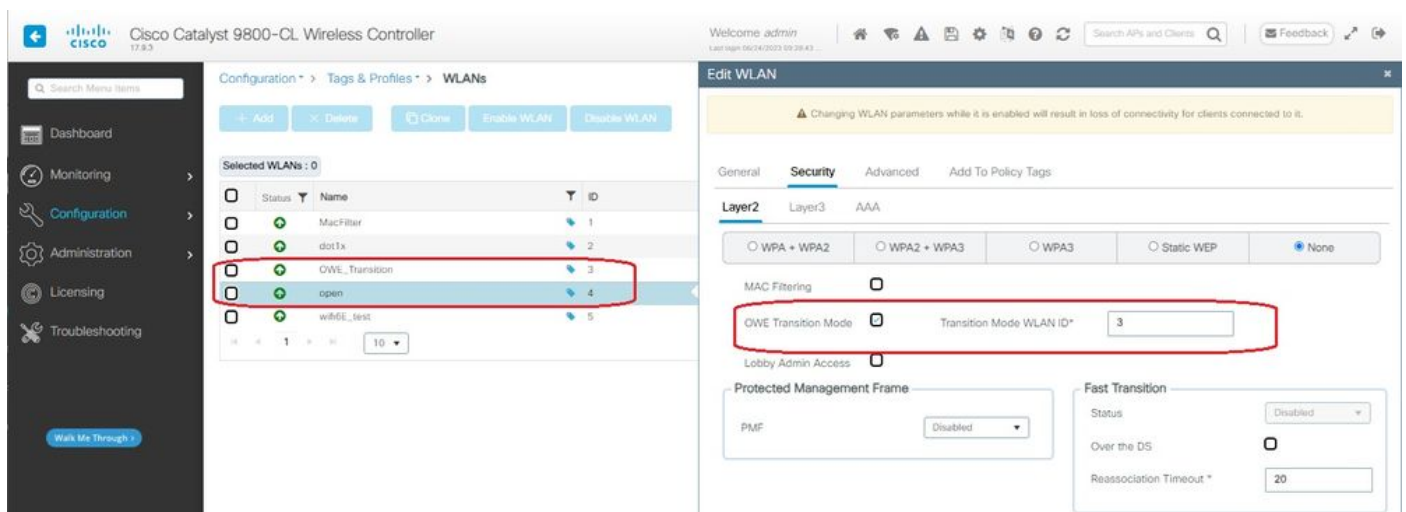 CISCO
Cisco Catalyst 9800-CL Wireless Controller
17.9.3
Welcome admin
Search APs and Clients
Feedback
Search Menu Items
Dashboard
Monitoring
Configuration
Administration
Licensing
Troubleshooting
Walk Me Through >
Configuration > Tags & Profiles > WLANs
+ Add
× Delete
Clone
Enable WLAN
Disable WLAN
Selected WLANs : 0
Status Name ID
MacFilter 1
dot1x 2
OWE_Transition 3
open 4
wifi6E_test 5
1 10
Edit WLAN
Changing WLAN parameters while it is enabled will result in loss of connectivity for clients connected to it.
General Security Advanced Add To Policy Tags
Layer2 Layer3 AAA
WPA + WPA2 WPA2 + WPA3 WPA3 Static WEP None
MAC Filtering
OWE Transition Mode Transition Mode WLAN ID* 3
Lobby Admin Access
Protected Management Frame
PMF Disabled
Fast Transition
Status Disabled
Over the DS
Reassociation Timeout * 20